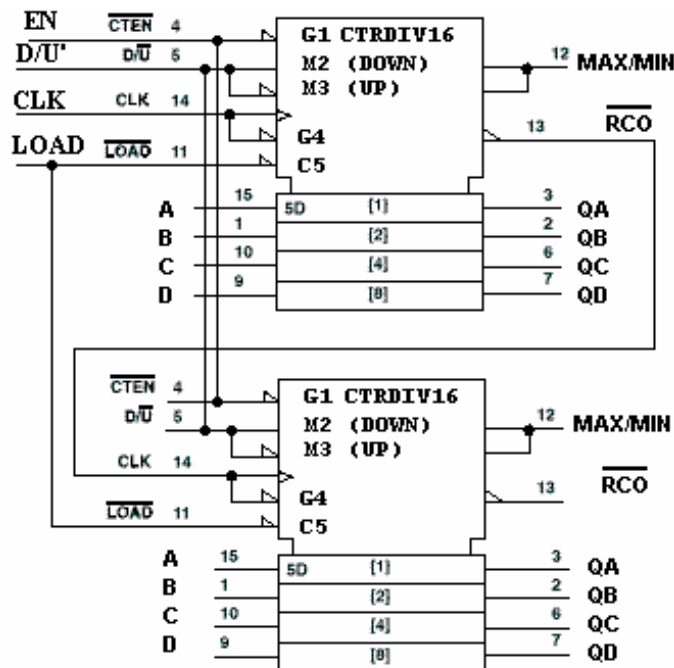 EN CTEN 4 G1 CTRDIV16
D/U' D/U 5 M2 (DOWN) 12 MAX/MIN
M3 (UP)
CLK CLK 14 13 RCO
G4
LOAD LOAD 11 C5
A 15 5D [1] 3 QA
B 1 [2] 2 QB
C 10 [4] 6 QC
D 9 [8] 7 QD
CTEN 4 G1 CTRDIV16
D/U 5 M2 (DOWN) 12 MAX/MIN
M3 (UP)
CLK 14 13 RCO
G4
LOAD 11 C5
A 15 5D [1] 3 QA
B 1 [2] 2 QB
C 10 [4] 6 QC
D 9 [8] 7 QD